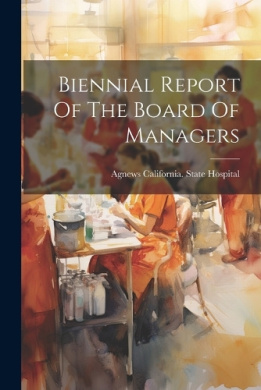 Biennial Report
Of The Board Of
Managers
Agnews California. State Hospital